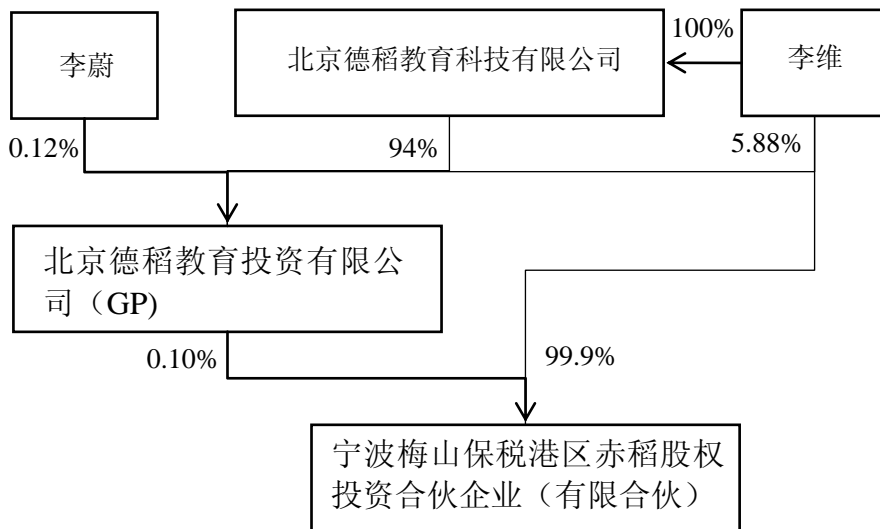 李蔚
北京德稻教育科技有限公司
100%
李维
0.12%
94%
5.88%
北京德稻教育投资有限公
司（GP)
0.10%
99.9%
宁波梅山保税港区赤稻股权
投资合伙企业（有限合伙）